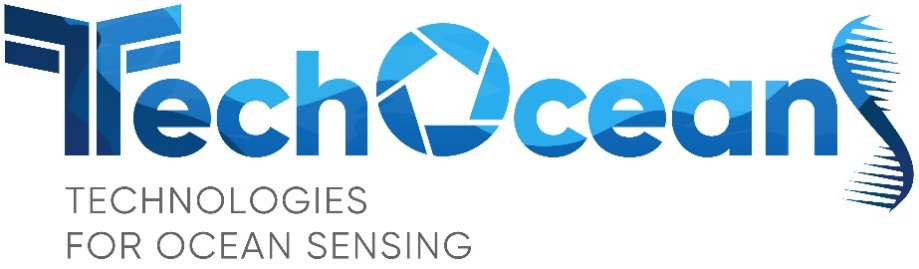 TechOceanS
TECHNOLOGIES
FOR OCEAN SENSING